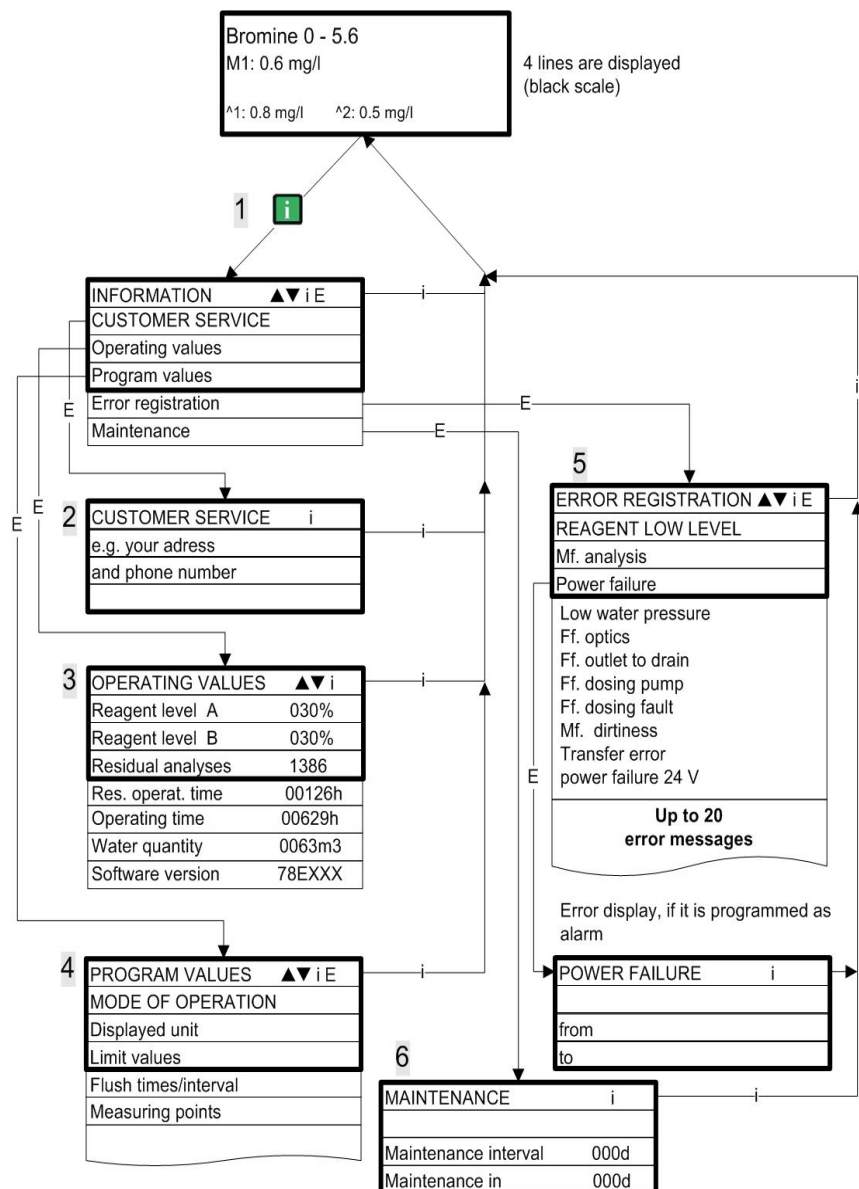 Bromine 0 - 5.6
M1: 0.6 mg/l
^1: 0.8 mg/l ^2: 0.5 mg/l
4 lines are displayed
(black scale)
1 i
INFORMATION ▲▼ i E
i
CUSTOMER SERVICE
Operating values
Program values
Error registration
E
Maintenance
E
E
E
E
i
2
CUSTOMER SERVICE i
e.g. your adress
i
and phone number
3
OPERATING VALUES ▲▼ i
i
Reagent level A 030%
Reagent level B 030%
Residual analyses 1386
Res. operat. time 00126h
Operating time 00629h
Water quantity 0063m3
Software version 78EXXX
4
PROGRAM VALUES ▲▼ i E
i
MODE OF OPERATION
Displayed unit
Limit values
Flush times/interval
Measuring points
5
ERROR REGISTRATION ▲▼ i E
REAGENT LOW LEVEL
Mf. analysis
Power failure
Low water pressure
Ff. optics
Ff. outlet to drain
Ff. dosing pump
Ff. dosing fault
Mf. dirtiness
Transfer error
power failure 24 V
E
Up to 20
error messages
Error display, if it is programmed as
alarm
POWER FAILURE i
from
to
6
MAINTENANCE i
i
Maintenance interval 000d
Maintenance in 000d